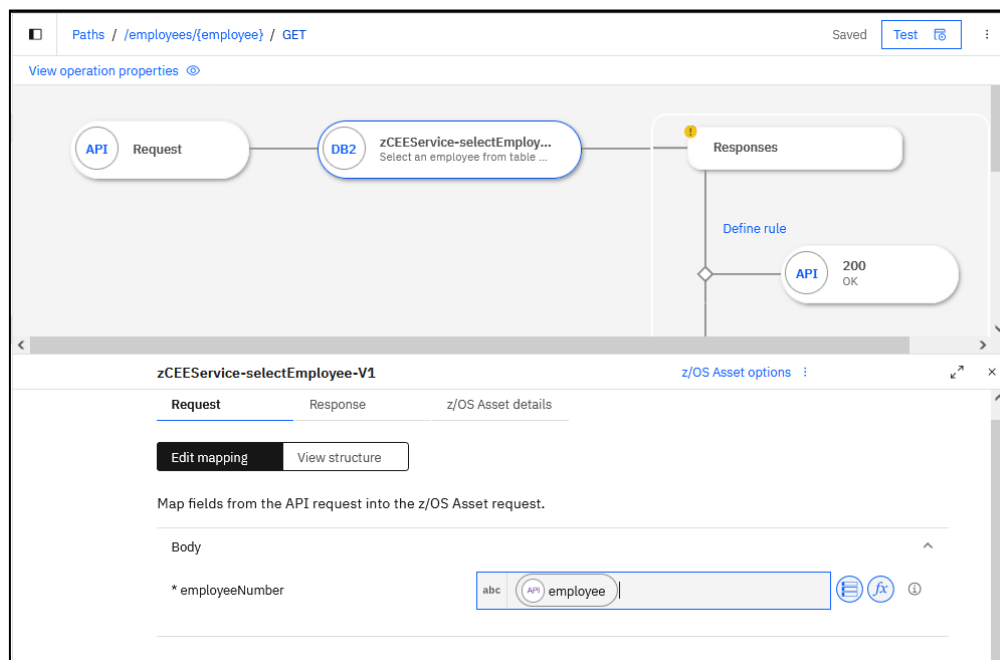 Paths / /employees/{employee} / GET
Saved
Test
View operation properties
API Request
DB2 zCEEService-selectEmploy...
Select an employee from table ...
Responses
Define rule
API 200
OK
zCEEService-selectEmployee-V1
z/OS Asset options
Request Response z/OS Asset details
Edit mapping View structure
Map fields from the API request into the z/OS Asset request.
Body
* employeeNumber abc API employee fx